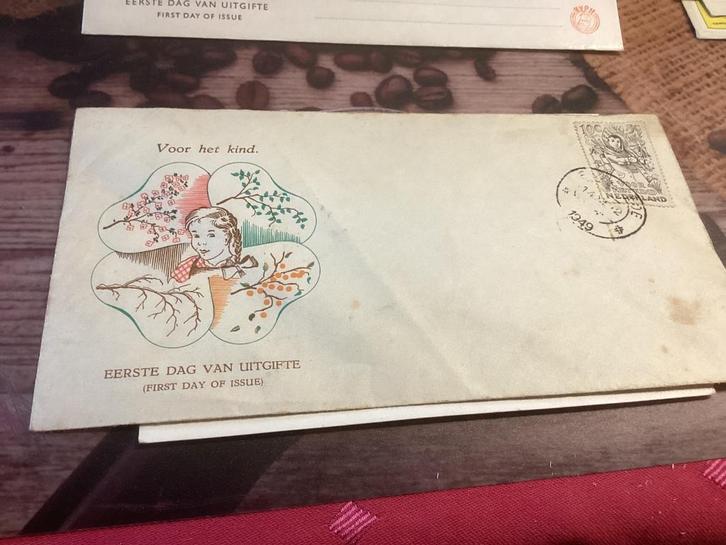 EERSTE DAG VAN UITGIFTE
FIRST DAY OF ISSUE
Voor het kind.
10c
NEDERLAND
1949
EERSTE DAG VAN UITGIFTE
(FIRST DAY OF ISSUE)